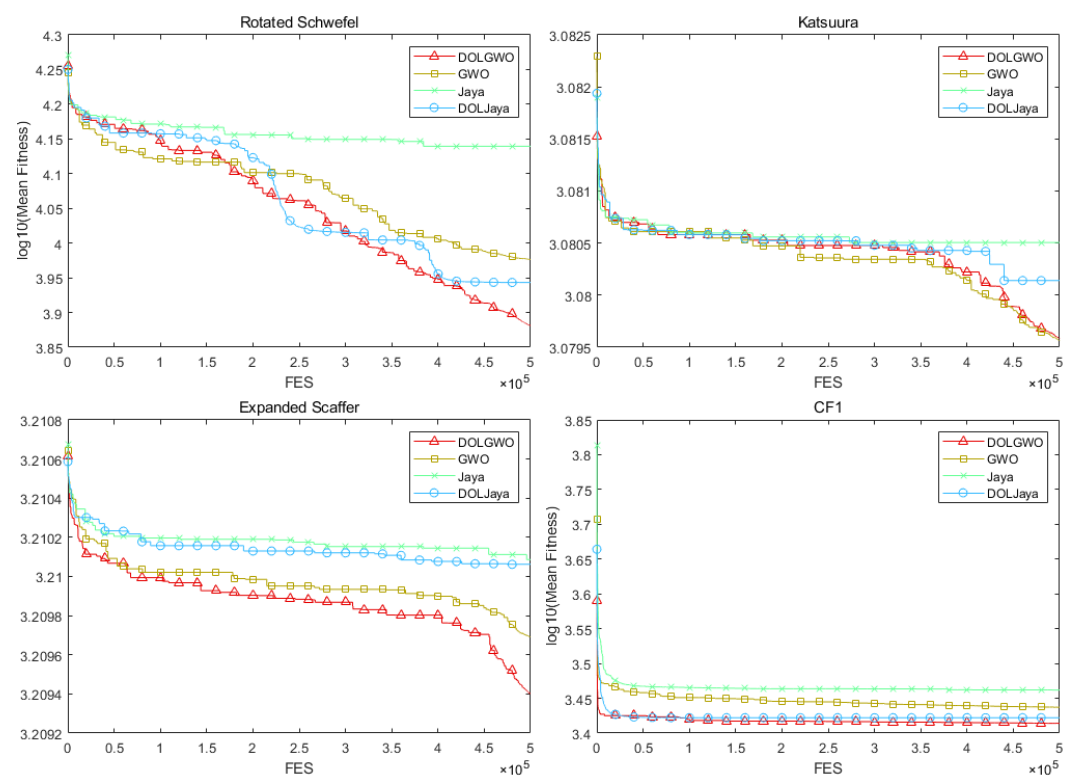 Rotated Schwefel
4.3
4.25
4.2
4.15
4.1
4.05
4
3.95
3.9
3.85
log10(Mean Fitness)
DOLGWO
GWO
Jaya
DOLJaya
0 0.5 1 1.5 2 2.5 3 3.5 4 4.5 5
FES
×10⁵
Katsuura
3.0825
3.082
3.0815
3.081
3.0805
3.08
3.0795
DOLGWO
GWO
Jaya
DOLJaya
0 0.5 1 1.5 2 2.5 3 3.5 4 4.5 5
FES
×10⁵
Expanded Scaffer
3.2108
3.2106
3.2104
3.2102
3.21
3.2098
3.2096
3.2094
3.2092
DOLGWO
GWO
Jaya
DOLJaya
0 0.5 1 1.5 2 2.5 3 3.5 4 4.5 5
FES
×10⁵
CF1
3.85
3.8
3.75
3.7
3.65
3.6
3.55
3.5
3.45
3.4
log10(Mean Fitness)
DOLGWO
GWO
Jaya
DOLJaya
0 0.5 1 1.5 2 2.5 3 3.5 4 4.5 5
FES
×10⁵